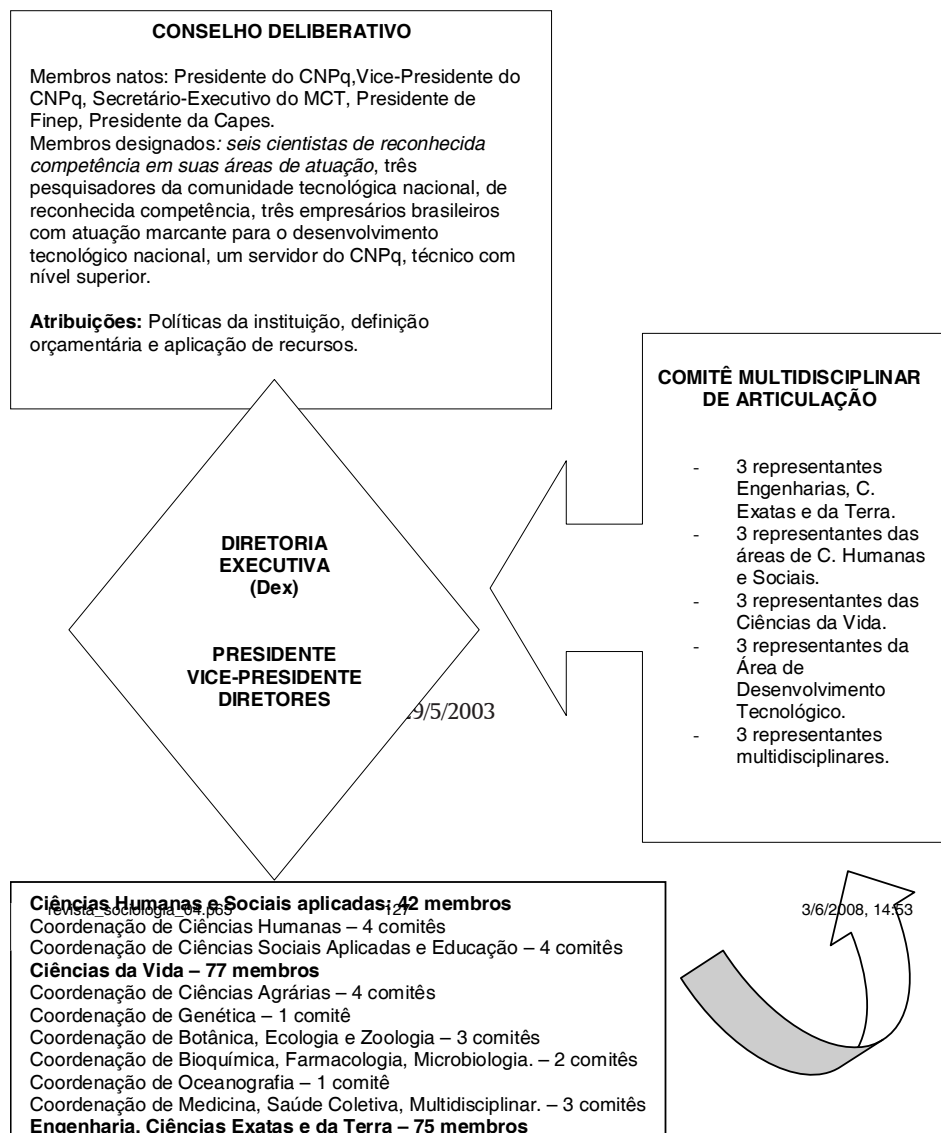 CONSELHO DELIBERATIVO
Membros natos: Presidente do CNPq,Vice-Presidente do
CNPq, Secretário-Executivo do MCT, Presidente de
Finep, Presidente da Capes.
Membros designados: seis cientistas de reconhecida
competência em suas áreas de atuação, três
pesquisadores da comunidade tecnológica nacional, de
reconhecida competência, três empresários brasileiros
com atuação marcante para o desenvolvimento
tecnológico nacional, um servidor do CNPq, técnico com
nível superior.
Atribuições: Políticas da instituição, definição
orçamentária e aplicação de recursos.
COMITÊ MULTIDISCIPLINAR
DE ARTICULAÇÃO
- 3 representantes
Engenharias, C.
Exatas e da Terra.
- 3 representantes das
áreas de C. Humanas
e Sociais.
- 3 representantes das
Ciências da Vida.
- 3 representantes da
Área de
Desenvolvimento
Tecnológico.
- 3 representantes
multidisciplinares.
DIRETORIA
EXECUTIVA
(Dex)
PRESIDENTE
VICE-PRESIDENTE
DIRETORES
9/5/2003
Ciências Humanas e Sociais aplicadas: 42 membros
revista_sociologia_04.p65 127 3/6/2008, 14:53
Coordenação de Ciências Humanas – 4 comitês
Coordenação de Ciências Sociais Aplicadas e Educação – 4 comitês
Ciências da Vida – 77 membros
Coordenação de Ciências Agrárias – 4 comitês
Coordenação de Genética – 1 comitê
Coordenação de Botânica, Ecologia e Zoologia – 3 comitês
Coordenação de Bioquímica, Farmacologia, Microbiologia. – 2 comitês
Coordenação de Oceanografia – 1 comitê
Coordenação de Medicina, Saúde Coletiva, Multidisciplinar. – 3 comitês
Engenharia, Ciências Exatas e da Terra – 75 membros